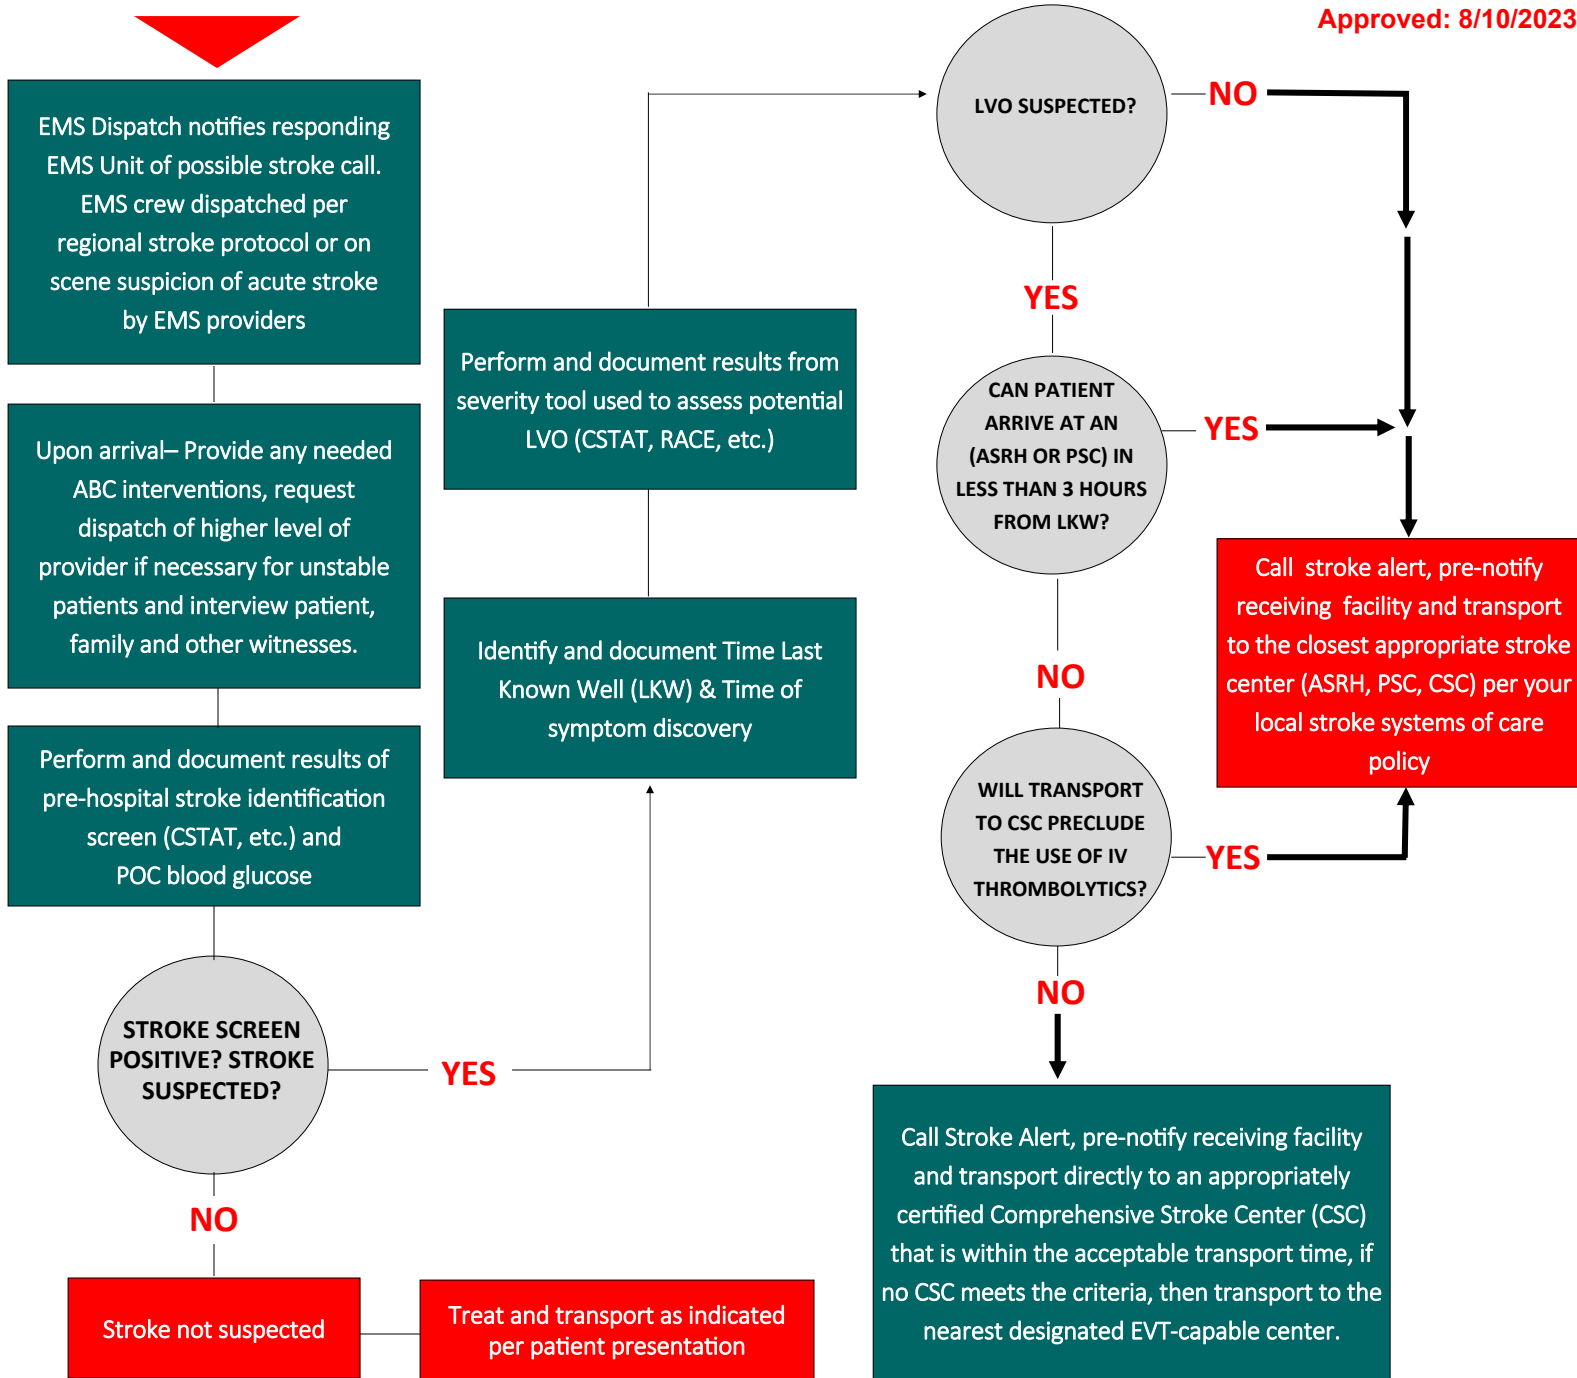 Approved: 8/10/2023
EMS Dispatch notifies responding
EMS Unit of possible stroke call.
EMS crew dispatched per
regional stroke protocol or on
scene suspicion of acute stroke
by EMS providers
Upon arrival– Provide any needed
ABC interventions, request
dispatch of higher level of
provider if necessary for unstable
patients and interview patient,
family and other witnesses.
Perform and document results of
pre-hospital stroke identification
screen (CSTAT, etc.) and
POC blood glucose
STROKE SCREEN
POSITIVE? STROKE
SUSPECTED?
YES
NO
Stroke not suspected
Treat and transport as indicated
per patient presentation
Identify and document Time Last
Known Well (LKW) & Time of
symptom discovery
Perform and document results from
severity tool used to assess potential
LVO (CSTAT, RACE, etc.)
LVO SUSPECTED?
NO
YES
CAN PATIENT
ARRIVE AT AN
(ASRH OR PSC) IN
LESS THAN 3 HOURS
FROM LKW?
YES
NO
WILL TRANSPORT
TO CSC PRECLUDE
THE USE OF IV
THROMBOLYTICS?
YES
NO
Call stroke alert, pre-notify
receiving facility and transport
to the closest appropriate stroke
center (ASRH, PSC, CSC) per your
local stroke systems of care
policy
Call Stroke Alert, pre-notify receiving facility
and transport directly to an appropriately
certified Comprehensive Stroke Center (CSC)
that is within the acceptable transport time, if
no CSC meets the criteria, then transport to the
nearest designated EVT-capable center.